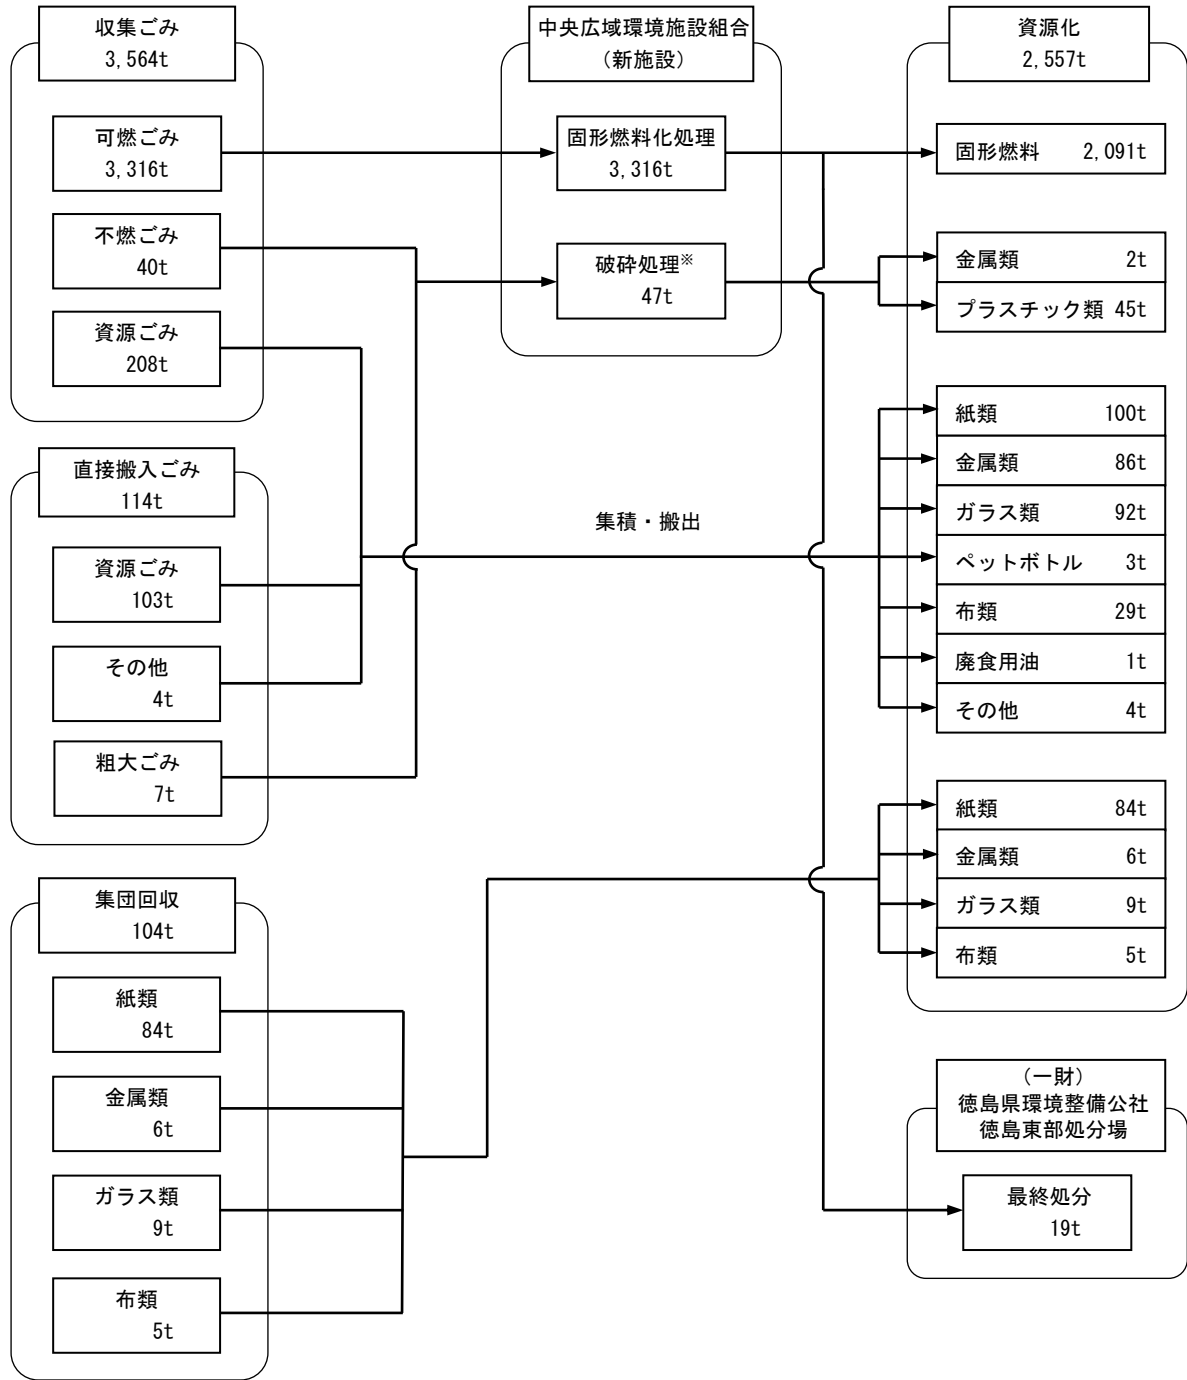 収集ごみ
3,564t
可燃ごみ
3,316t
不燃ごみ
40t
資源ごみ
208t
直接搬入ごみ
114t
資源ごみ
103t
その他
4t
粗大ごみ
7t
集団回収
104t
紙類
84t
金属類
6t
ガラス類
9t
布類
5t
中央広域環境施設組合
(新施設)
固形燃料化処理
3,316t
破砕処理※
47t
集積・搬出
資源化
2,557t
固形燃料 2,091t
金属類 2t
プラスチック類 45t
紙類 100t
金属類 86t
ガラス類 92t
ペットボトル 3t
布類 29t
廃食用油 1t
その他 4t
紙類 84t
金属類 6t
ガラス類 9t
布類 5t
(一財)
徳島県環境整備公社
徳島東部処分場
最終処分
19t